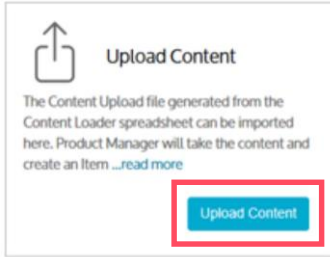 Upload Content
The Content Upload file generated from the
Content Loader spreadsheet can be imported
here. Product Manager will take the content and
create an Item ...read more
Upload Content